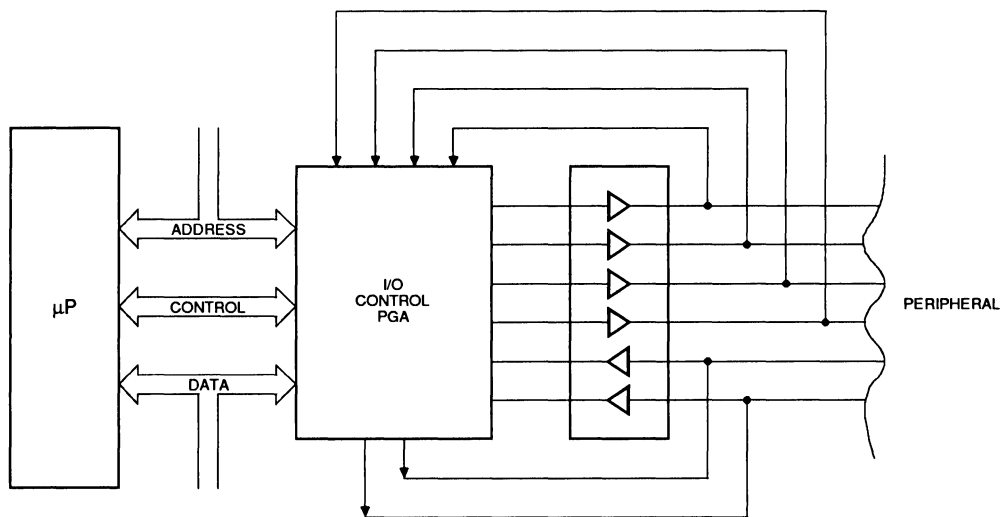 μP
ADDRESS
CONTROL
DATA
I/O
CONTROL
PGA
PERIPHERAL